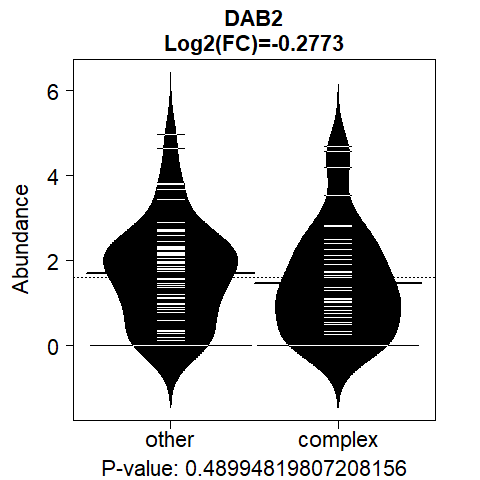 DAB2
Log2(FC)=-0.2773
6
4
2
0
Abundance
other complex
P-value: 0.48994819807208156